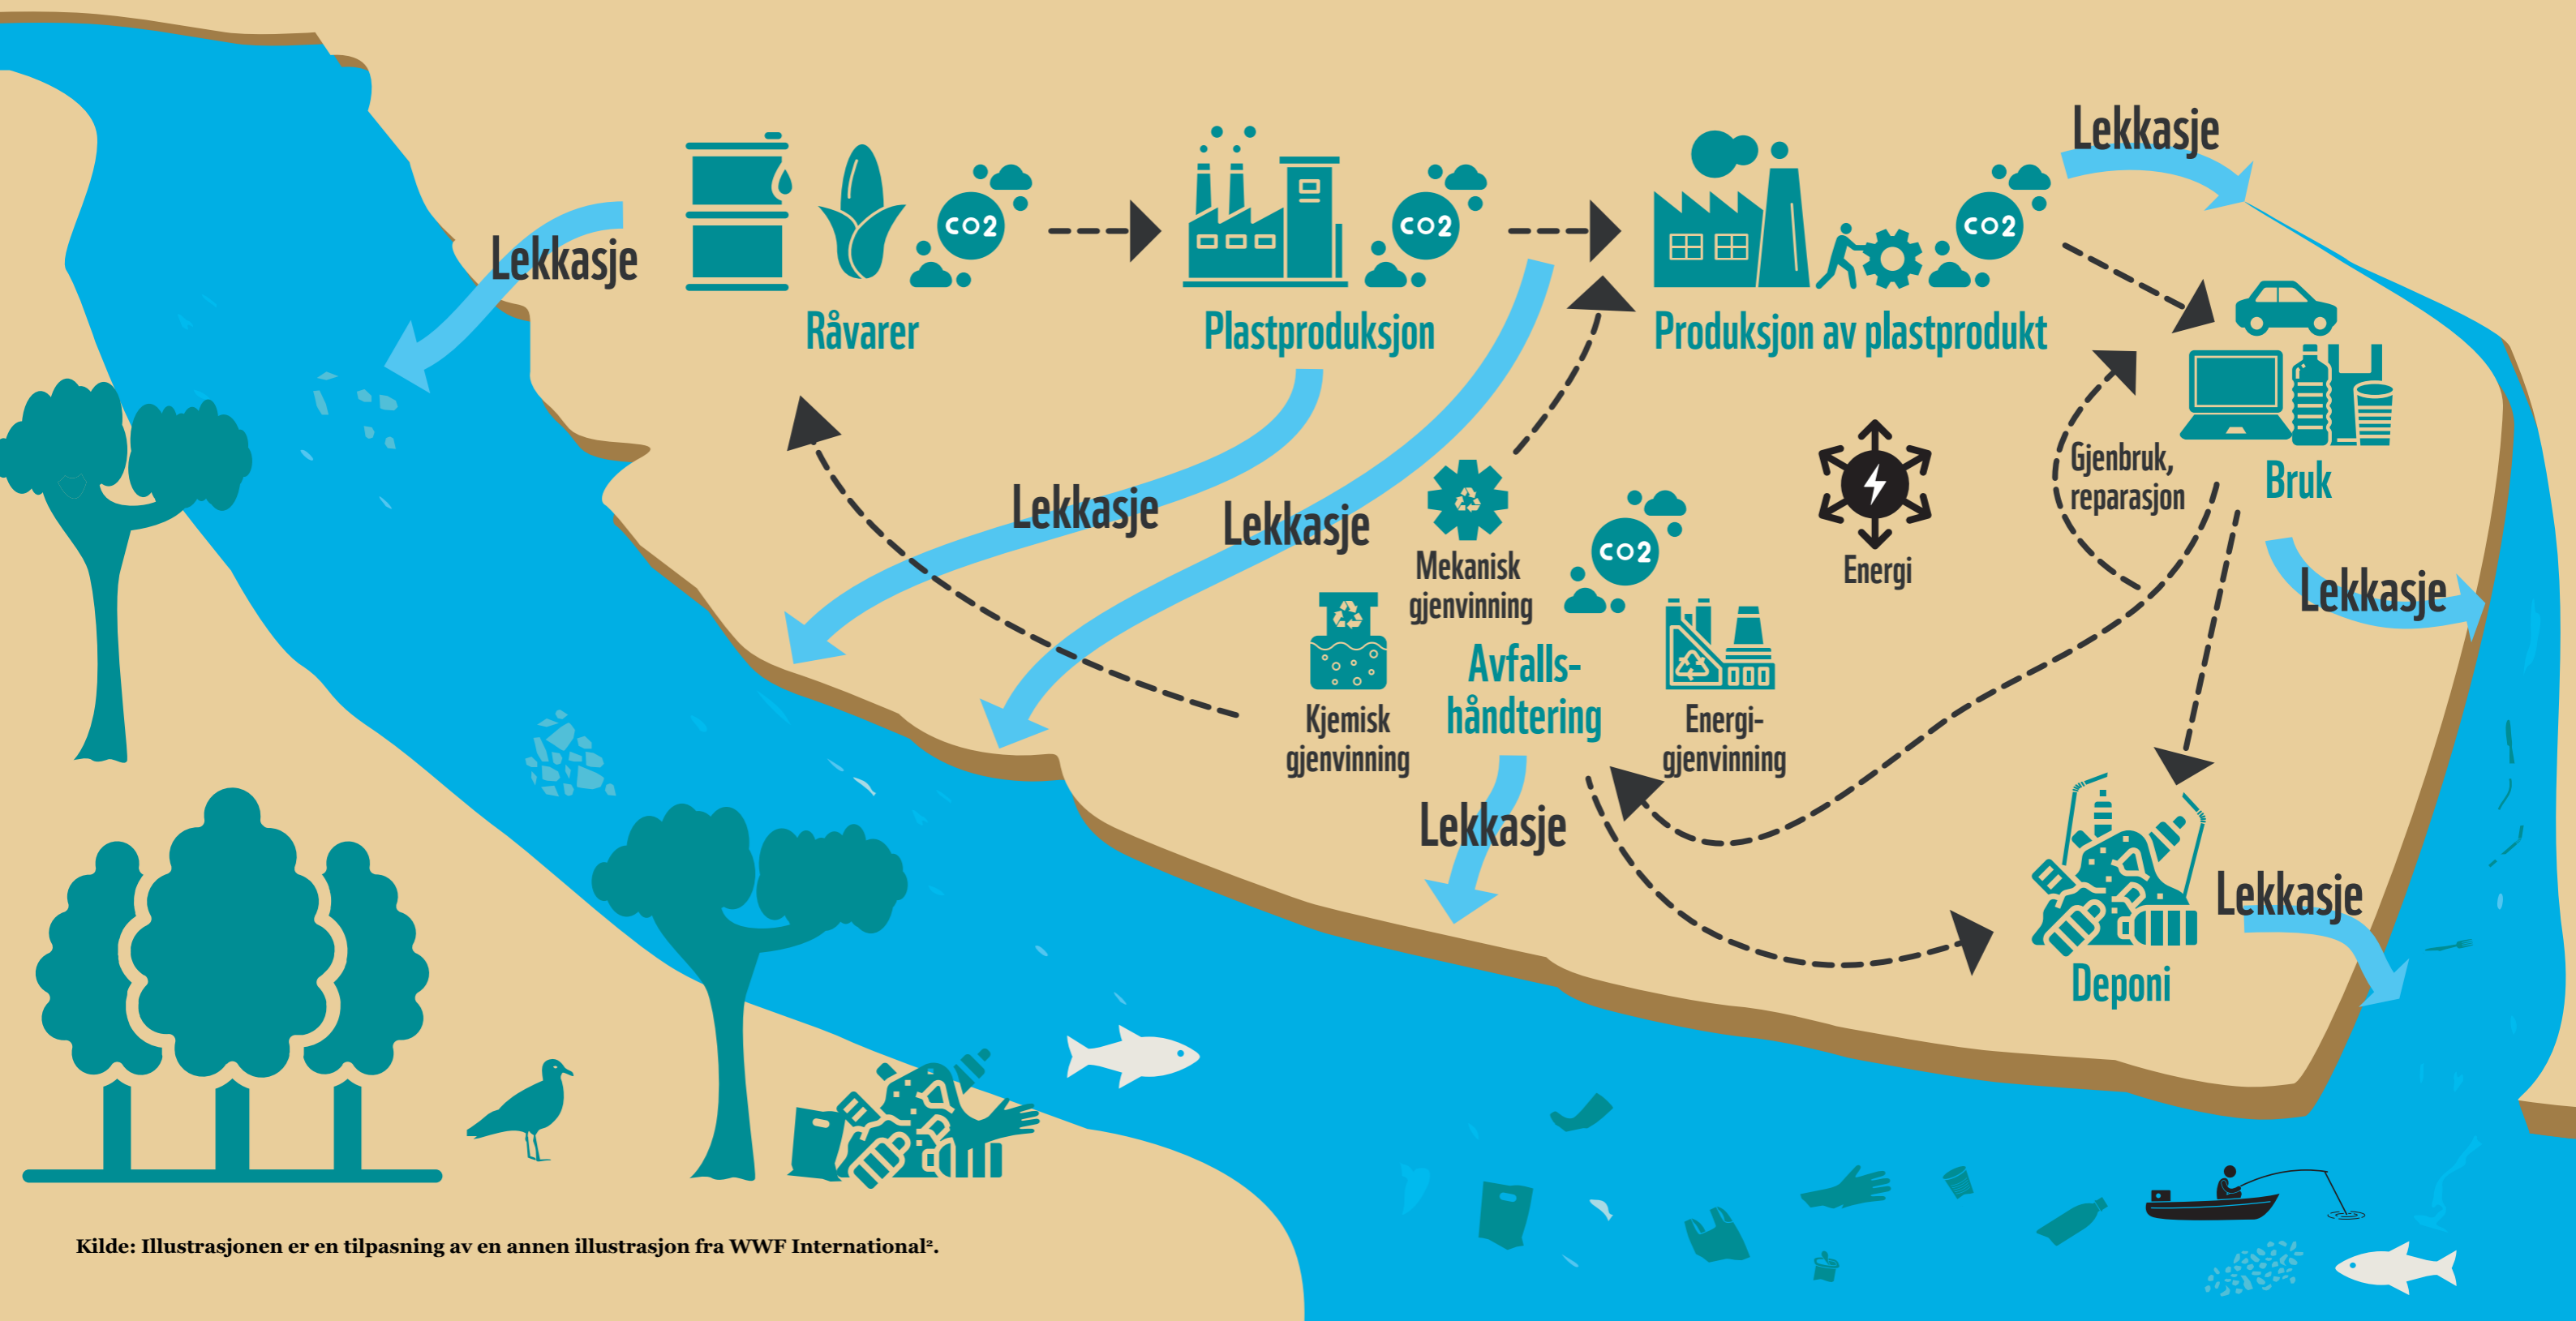 Lekkasje
Lekkasje
CO2
CO2
CO2
Råvarer
Plastproduksjon
Produksjon av plastprodukt
Gjenbruk,
reparasjon
Bruk
Lekkasje
Lekkasje
Mekanisk
gjenvinning
CO2
Energi
Lekkasje
Avfalls-
håndtering
Kjemisk
gjenvinning
Energi-
gjenvinning
Lekkasje
Lekkasje
Deponi
Kilde: Illustrasjonen er en tilpasning av en annen illustrasjon fra WWF International².